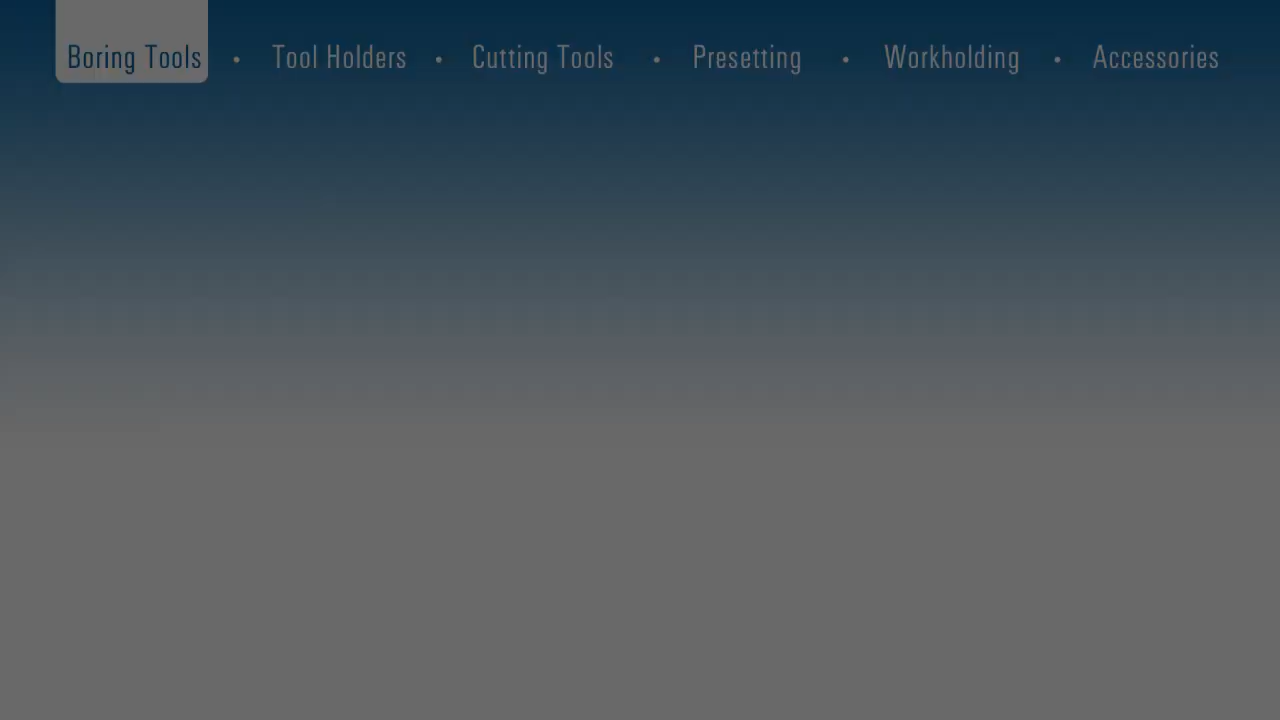 Boring Tools • Tool Holders • Cutting Tools • Presetting • Workholding • Accessories